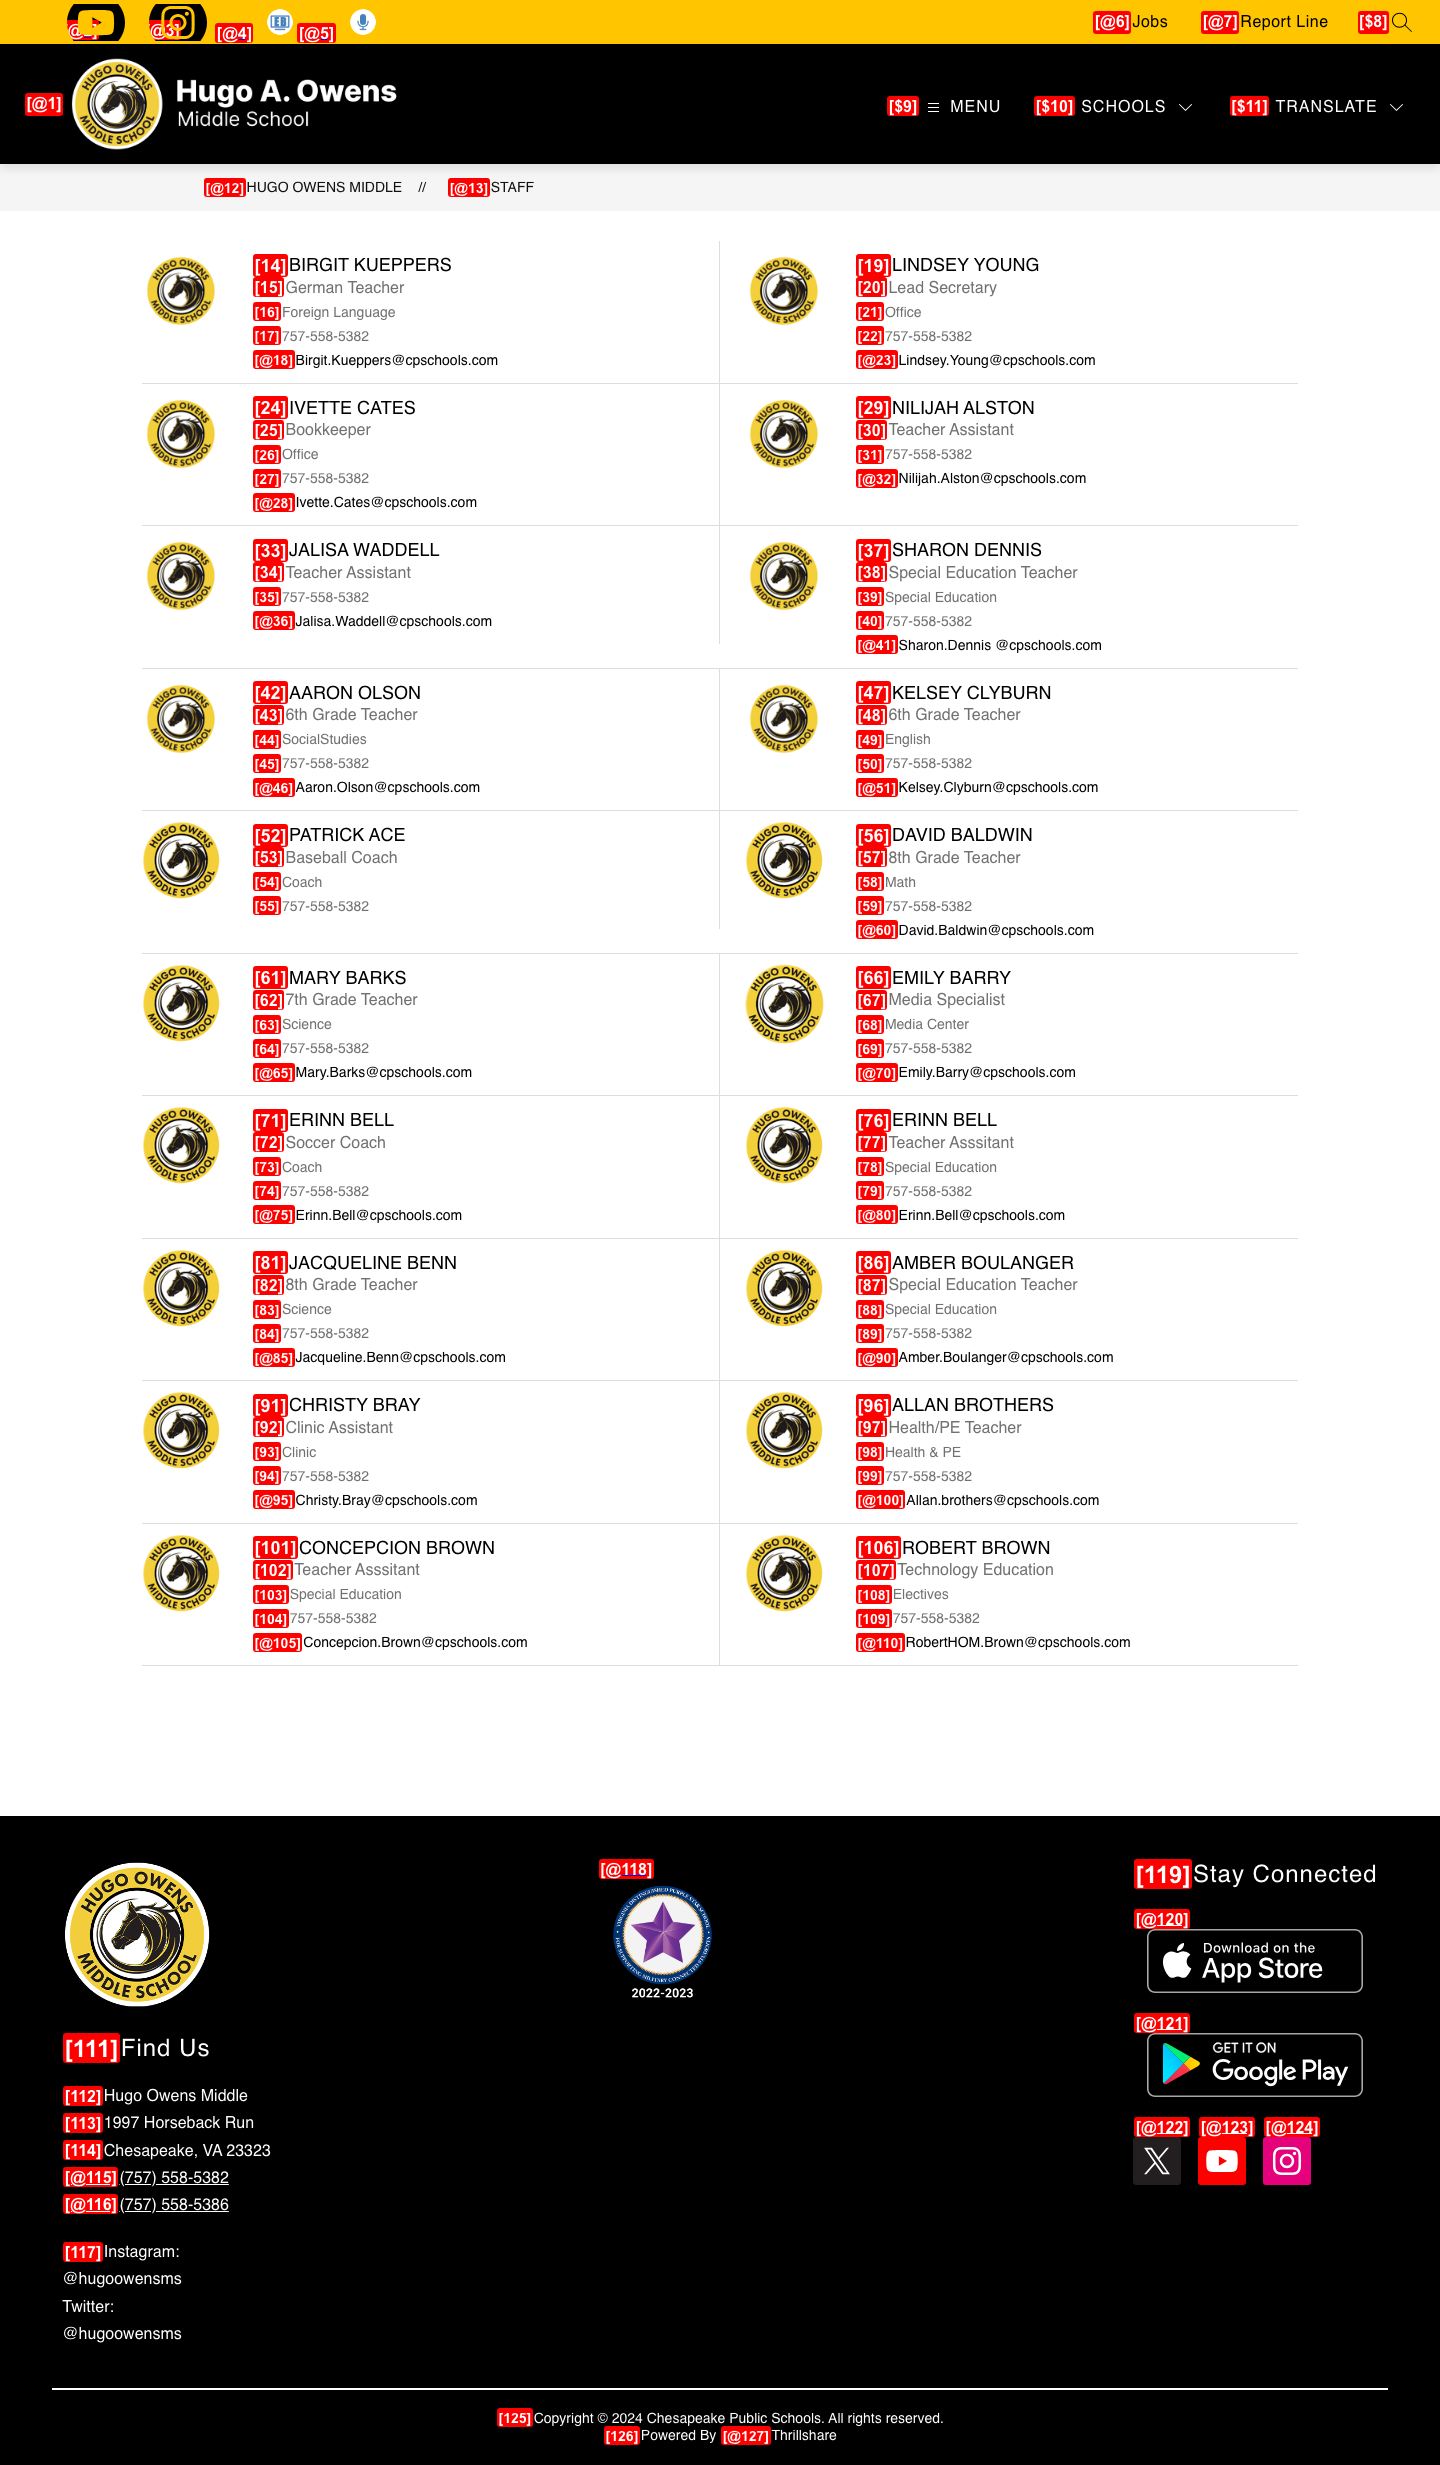 [@3]
[@4]
[@5]
[@6]Jobs
[@7]Report Line
[$8]
[@1]
HUGO OWENS
MIDDLE SCHOOL
Hugo A. Owens
Middle School
[$9] MENU
[$10] SCHOOLS
[$11] TRANSLATE
[@12]HUGO OWENS MIDDLE //
[@13]STAFF
[14]BIRGIT KUEPPERS
[15]German Teacher
[16]Foreign Language
[17]757-558-5382
[@18]Birgit.Kueppers@cpschools.com
[19]LINDSEY YOUNG
[20]Lead Secretary
[21]Office
[22]757-558-5382
[@23]Lindsey.Young@cpschools.com
[24]IVETTE CATES
[25]Bookkeeper
[26]Office
[27]757-558-5382
[@28]Ivette.Cates@cpschools.com
[29]NILIJAH ALSTON
[30]Teacher Assistant
[31]757-558-5382
[@32]Nilijah.Alston@cpschools.com
[33]JALISA WADDELL
[34]Teacher Assistant
[35]757-558-5382
[@36]Jalisa.Waddell@cpschools.com
[37]SHARON DENNIS
[38]Special Education Teacher
[39]Special Education
[40]757-558-5382
[@41]Sharon.Dennis @cpschools.com
[42]AARON OLSON
[43]6th Grade Teacher
[44]SocialStudies
[45]757-558-5382
[@46]Aaron.Olson@cpschools.com
[47]KELSEY CLYBURN
[48]6th Grade Teacher
[49]English
[50]757-558-5382
[@51]Kelsey.Clyburn@cpschools.com
[52]PATRICK ACE
[53]Baseball Coach
[54]Coach
[55]757-558-5382
[56]DAVID BALDWIN
[57]8th Grade Teacher
[58]Math
[59]757-558-5382
[@60]David.Baldwin@cpschools.com
[61]MARY BARKS
[62]7th Grade Teacher
[63]Science
[64]757-558-5382
[@65]Mary.Barks@cpschools.com
[66]EMILY BARRY
[67]Media Specialist
[68]Media Center
[69]757-558-5382
[@70]Emily.Barry@cpschools.com
[71]ERINN BELL
[72]Soccer Coach
[73]Coach
[74]757-558-5382
[@75]Erinn.Bell@cpschools.com
[76]ERINN BELL
[77]Teacher Asssitant
[78]Special Education
[79]757-558-5382
[@80]Erinn.Bell@cpschools.com
[81]JACQUELINE BENN
[82]8th Grade Teacher
[83]Science
[84]757-558-5382
[@85]Jacqueline.Benn@cpschools.com
[86]AMBER BOULANGER
[87]Special Education Teacher
[88]Special Education
[89]757-558-5382
[@90]Amber.Boulanger@cpschools.com
[91]CHRISTY BRAY
[92]Clinic Assistant
[93]Clinic
[94]757-558-5382
[@95]Christy.Bray@cpschools.com
[96]ALLAN BROTHERS
[97]Health/PE Teacher
[98]Health & PE
[99]757-558-5382
[@100]Allan.brothers@cpschools.com
[101]CONCEPCION BROWN
[102]Teacher Asssitant
[103]Special Education
[104]757-558-5382
[@105]Concepcion.Brown@cpschools.com
[106]ROBERT BROWN
[107]Technology Education
[108]Electives
[109]757-558-5382
[@110]RobertHOM.Brown@cpschools.com
HUGO OWENS
MIDDLE SCHOOL
[111]Find Us
[112]Hugo Owens Middle
[113]1997 Horseback Run
[114]Chesapeake, VA 23323
[@115](757) 558-5382
[@116](757) 558-5386
[117]Instagram:
@hugoowensms
Twitter:
@hugoowensms
[@118]
VIRGINIA DISTINGUISHED PURPLE STAR SCHOOL
FOR SUPPORTING MILITARY-CONNECTED STUDENTS
2022-2023
[119]Stay Connected
[@120]
Download on the
App Store
[@121]
GET IT ON
Google Play
[@122] [@123] [@124]
[125]Copyright © 2024 Chesapeake Public Schools. All rights reserved.
[126]Powered By [@127]Thrillshare